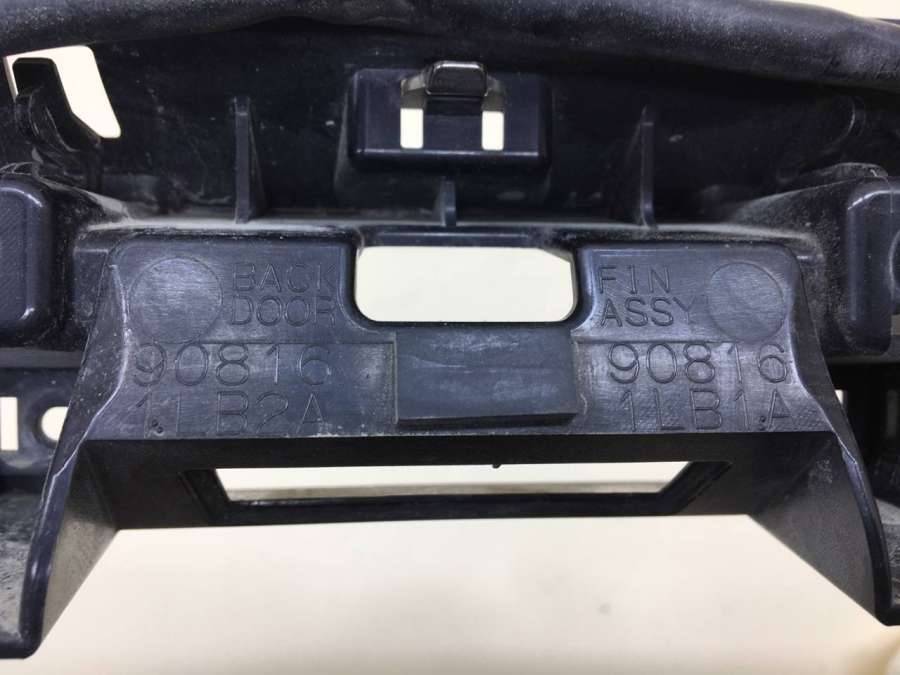 BACK
DOOR
90816
1LB2A
FIN
ASSY
90816
1LB1A